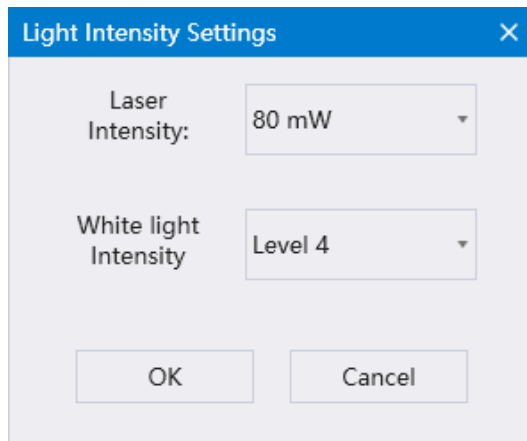 Light Intensity Settings
Laser
Intensity:
80 mW
White light
Intensity
Level 4
OK
Cancel